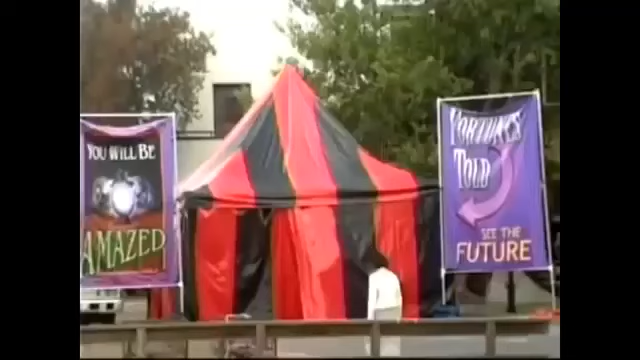 YOU WILL BE
AMAZED
FORTUNES
TOLD
SEE THE
FUTURE